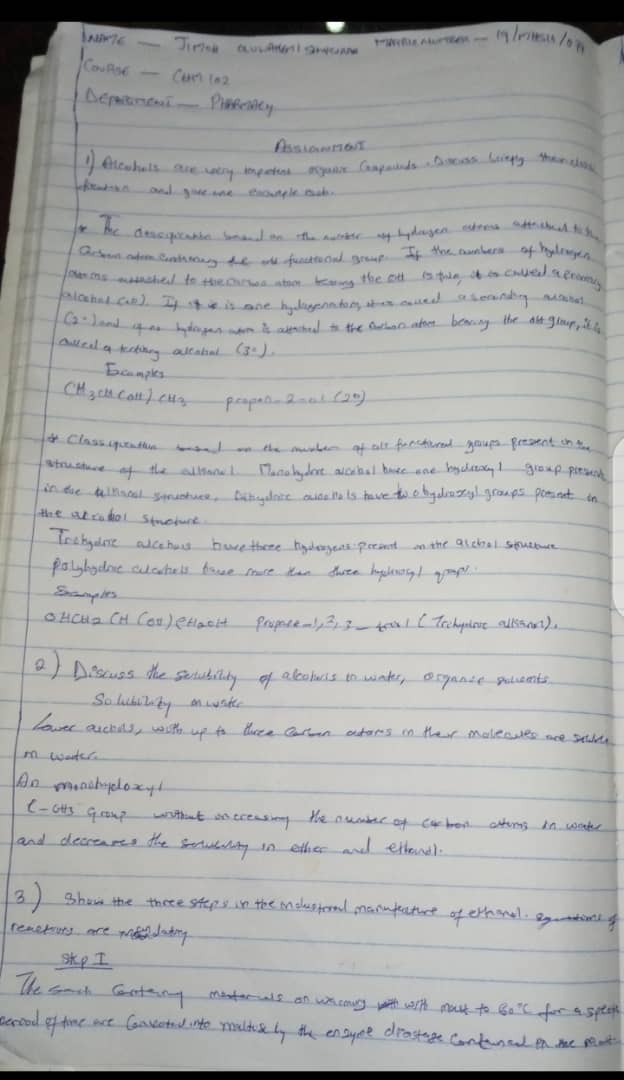 NAME — JIMOH
MATRIC NUMBER — 19/MHS11/0
COURSE — CHM 102
DEPARTMENT — PHARMACY
ASSIGNMENT
1) Alcohols are very important organic Compounds. Discuss briefly their class
ification and give one example each.
* The classification based on the number of hydrogen atoms attached to the
Carbon atom containing the OH functional group. If the numbers of hydrogen
atoms attached to the carbon atom bearing the OH is two, it is called a primary
alcohol (1°). If it is one hydrogen atom, it is called a secondary alcohol
(2°) and if no hydrogen atom is attached to the Carbon atom bearing the OH group, it is
called a tertiary alcohol (3°).
Examples
CH3CH(OH)CH3 propan-2-ol (2°)
* Classification based on the number of OH functional groups present in the
structure of the alkanol. Monohydric alcohol have one hydroxyl group present
in the alkanol structure. Dihydric alcohols have two hydroxyl groups present in
the alcohol structure.
Trihydric alcohols have three hydrogens present in the alcohol structure
Polyhydric alcohols have more than three hydroxyl groups.
Examples
OHCH2CH(OH)CH2OH Propane-1,2,3-triol (Trihydric alkanol).
2) Discuss the solubility of alcohols in water, organic solvents.
Solubility in water
Lower alcohols, with up to three Carbon atoms in their molecules are soluble
in water.
An
(-CH3 Group without increasing the number of carbon atoms in water
and decreases the solubility in ether and ethanol.
3) Show the three steps in the industrial manufacture of ethanol. Equations of
reactions are mandatory
Step I
The Containing materials on warming with malt to 60°C for a specific
period of time are Converted into maltose by the enzyme diastase Contained in the malt